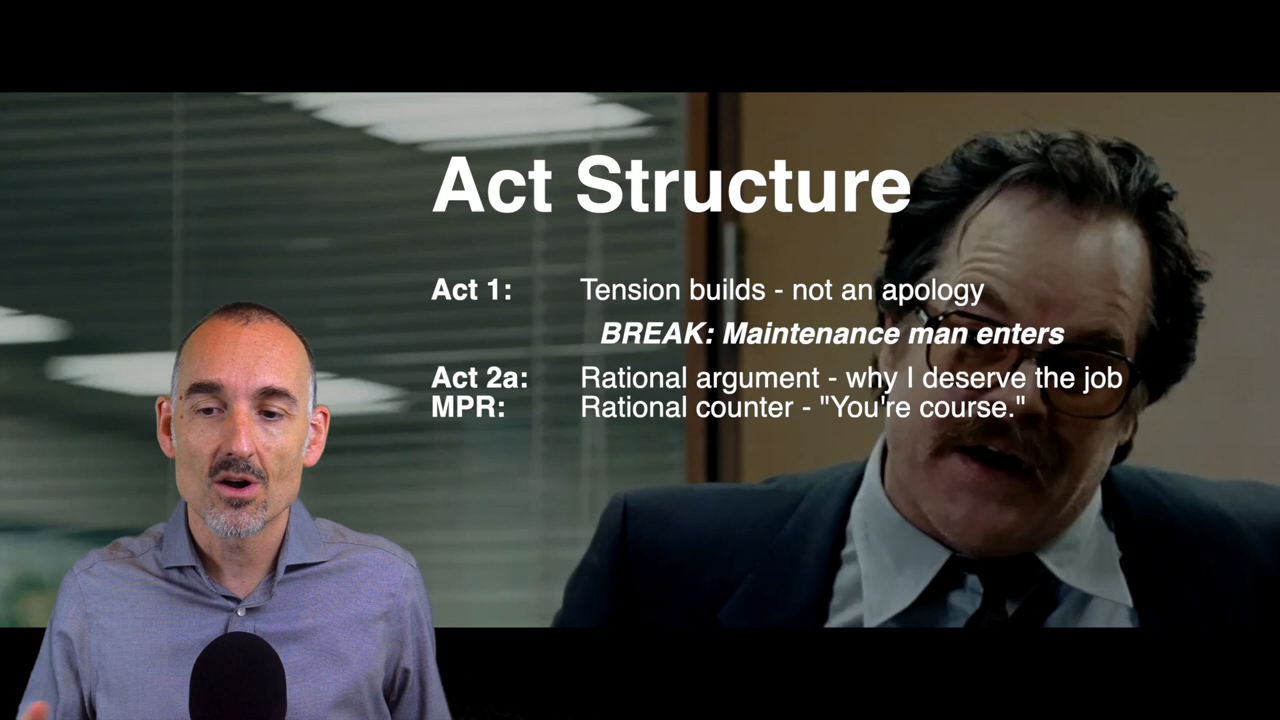 Act Structure
Act 1: Tension builds - not an apology
BREAK: Maintenance man enters
Act 2a: Rational argument - why I deserve the job
MPR: Rational counter - "You're course."